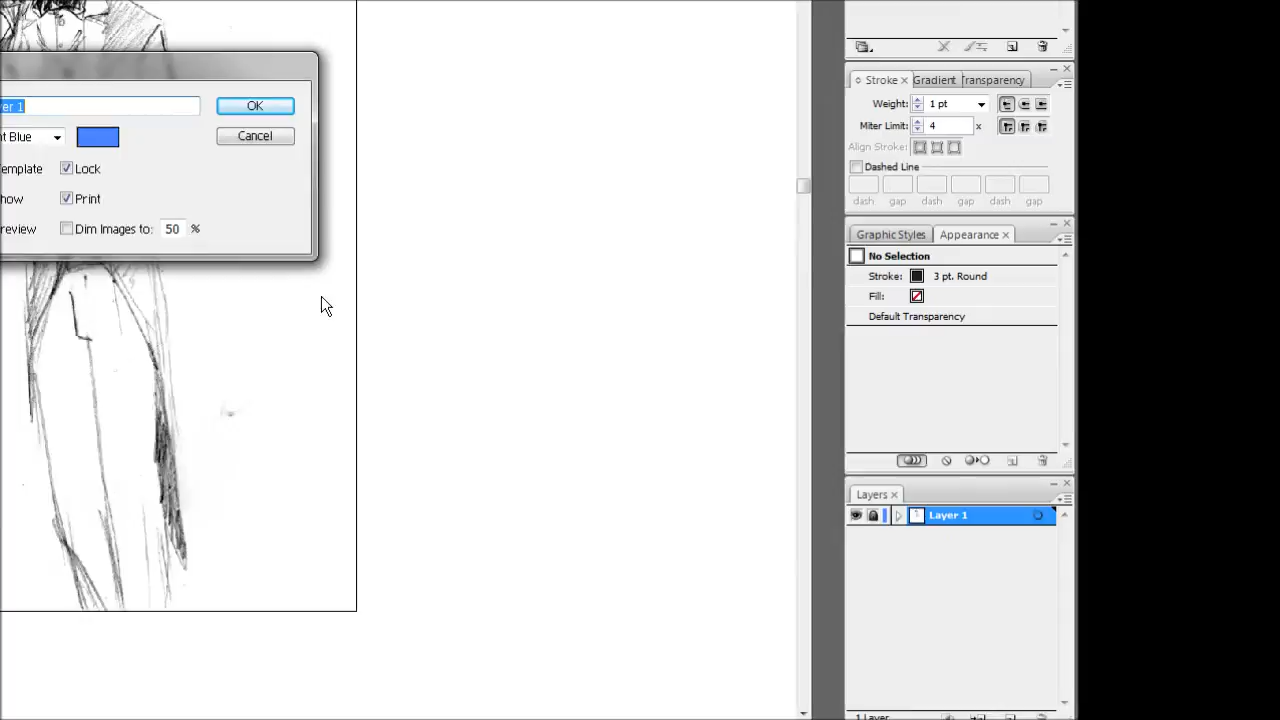 yer 1
OK
nt Blue
Cancel
emplate
Lock
how
Print
review
Dim Images to: 50 %
Stroke × Gradient Transparency
Weight: 1 pt
Miter Limit: 4 x
Align Stroke:
Dashed Line
dash gap dash gap dash gap
Graphic Styles Appearance ×
No Selection
Stroke: 3 pt. Round
Fill:
Default Transparency
Layers ×
Layer 1
1 Layer